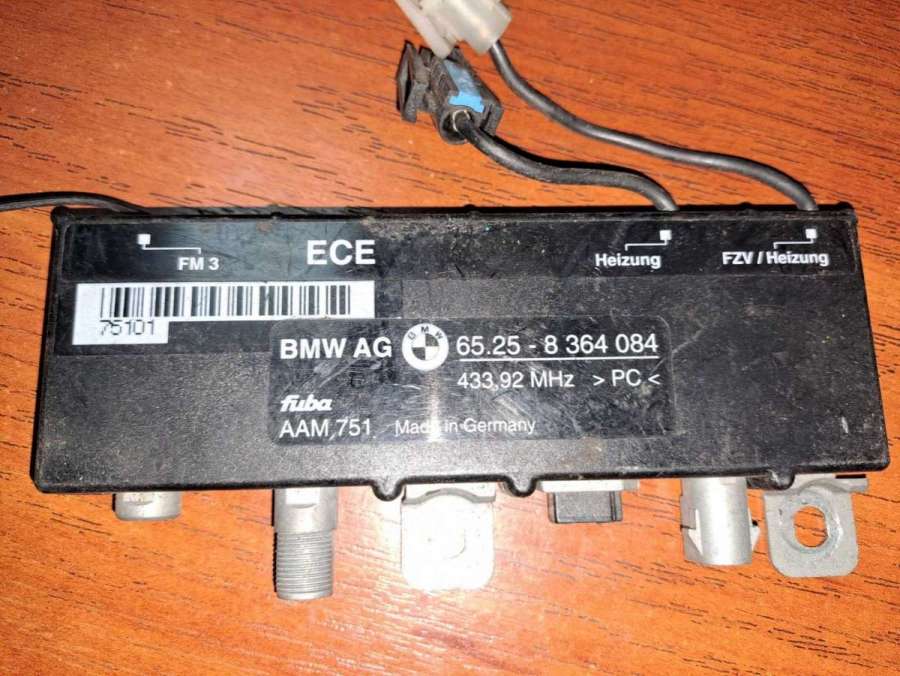 FM 3
ECE
Heizung
FZV / Heizung
75101
BMW AG BMW 65.25 - 8 364 084
433,92 MHz > PC <
fuba
AAM 751 Made in Germany